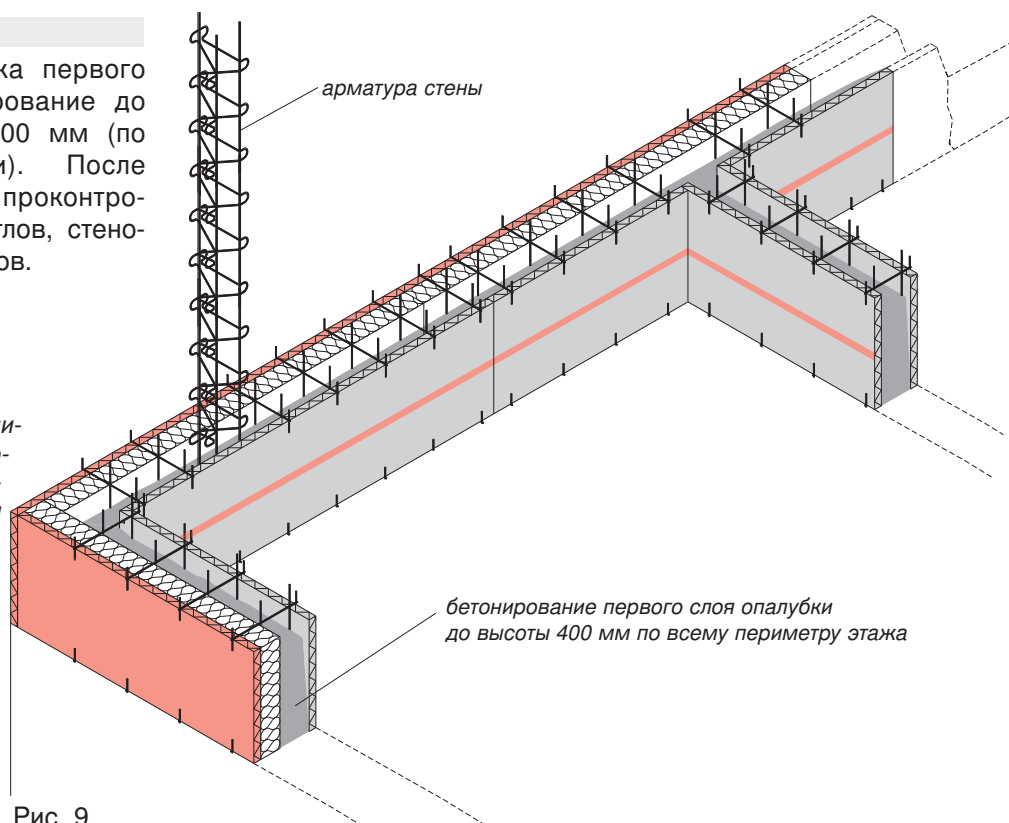 ка первого
рование до
00 мм (по
и). После
проконтро-
глов, стено-
ов.
арматура стены
ни-
бетонирование первого слоя опалубки
до высоты 400 мм по всему периметру этажа
Рис. 9